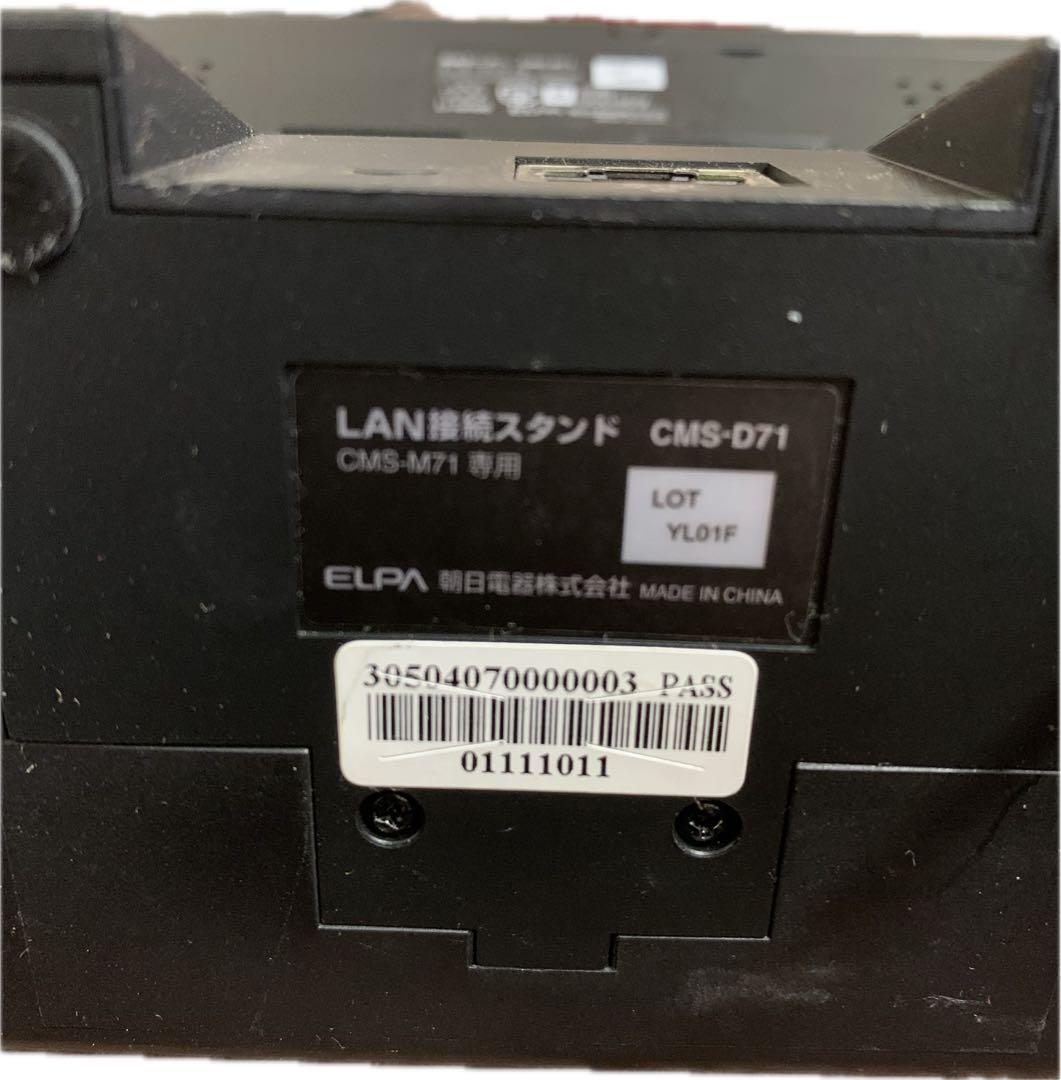 LAN接続スタンド CMS-D71
CMS-M71 専用
LOT
YL01F
ELPA 朝日電器株式会社 MADE IN CHINA
30504070000003 PASS
01111011